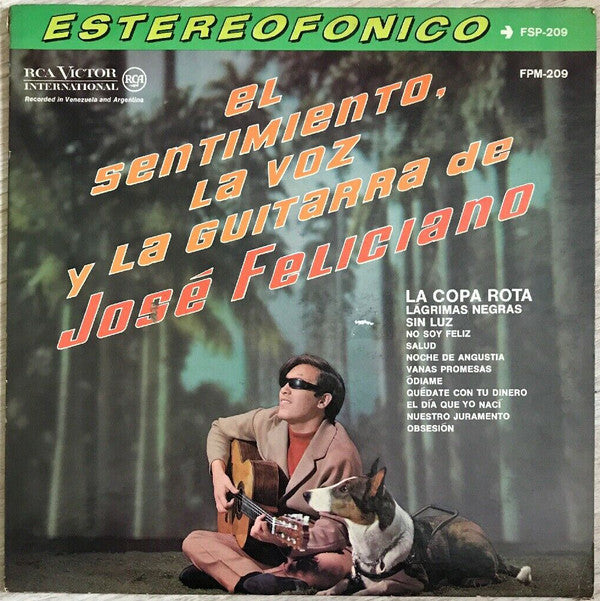 ESTEREOFONICO → FSP-209
RCA VICTOR
INTERNATIONAL
RCA
Recorded in Venezuela and Argentina
FPM-209
EL
SENTIMIENTO,
LA VOZ
Y LA GUITARRA de
JOSÉ FELICIANO
LA COPA ROTA
LÁGRIMAS NEGRAS
SIN LUZ
NO SOY FELIZ
SALUD
NOCHE DE ANGUSTIA
VANAS PROMESAS
ÓDIAME
QUÉDATE CON TU DINERO
EL DÍA QUE YO NACÍ
NUESTRO JURAMENTO
OBSESIÓN